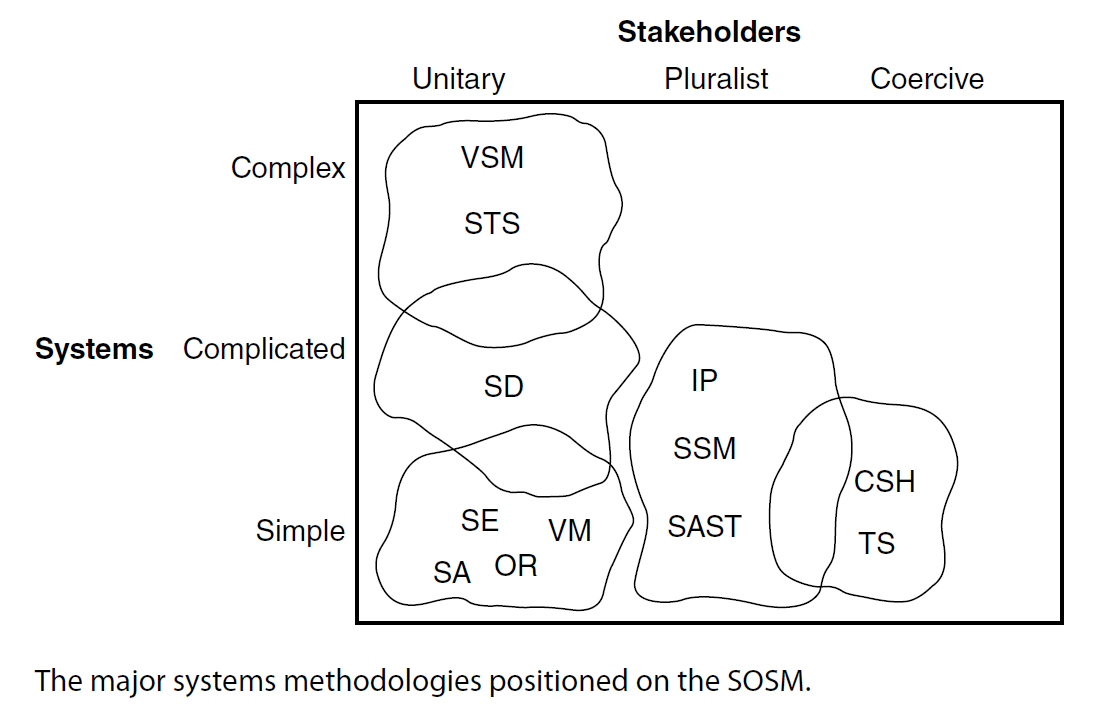 Stakeholders
Unitary Pluralist Coercive
Complex
VSM
STS
Systems Complicated
SD
IP
SSM
CSH
Simple
SE VM SAST
TS
SA OR
The major systems methodologies positioned on the SOSM.